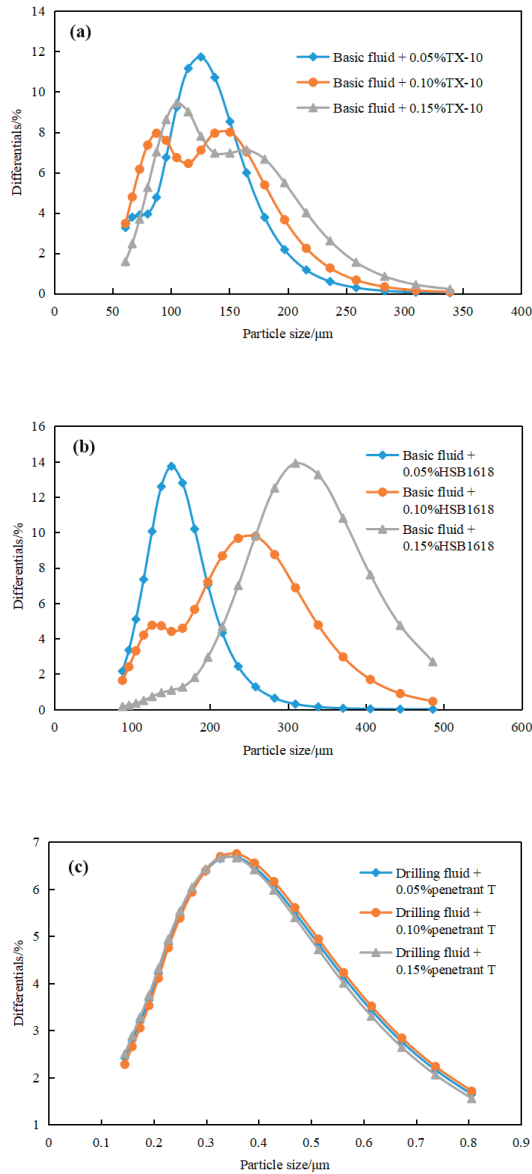 (a)
14
12
10
8
6
4
2
0
Differentials/%
Basic fluid + 0.05%TX-10
Basic fluid + 0.10%TX-10
Basic fluid + 0.15%TX-10
0 50 100 150 200 250 300 350 400
Particle size/μm
(b)
16
14
12
10
8
6
4
2
0
Differentials/%
Basic fluid +
0.05%HSB1618
Basic fluid +
0.10%HSB1618
Basic fluid +
0.15%HSB1618
0 100 200 300 400 500 600
Particle size/μm
(c)
7
6
5
4
3
2
1
Differentials/%
Drilling fluid +
0.05%penetrant T
Drilling fluid +
0.10%penetrant T
Drilling fluid +
0.15%penetrant T
0 0.1 0.2 0.3 0.4 0.5 0.6 0.7 0.8 0.9
Particle size/μm